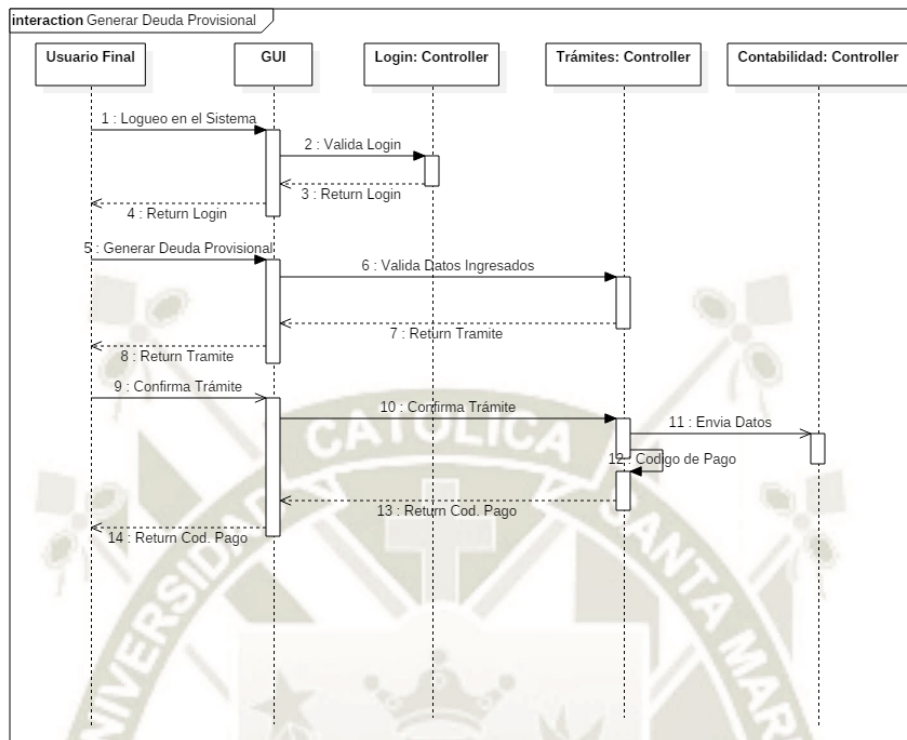 interaction Generar Deuda Provisional
Usuario Final
GUI
Login: Controller
Trámites: Controller
Contabilidad: Controller
1 : Logueo en el Sistema
2 : Valida Login
3 : Return Login
4 : Return Login
5 : Generar Deuda Provisional
6 : Valida Datos Ingresados
7 : Return Tramite
8 : Return Tramite
9 : Confirma Trámite
10 : Confirma Trámite
11 : Envia Datos
12 : Codigo de Pago
13 : Return Cod. Pago
14 : Return Cod. Pago
UNIVERSIDAD CATOLICA SANTA MAR